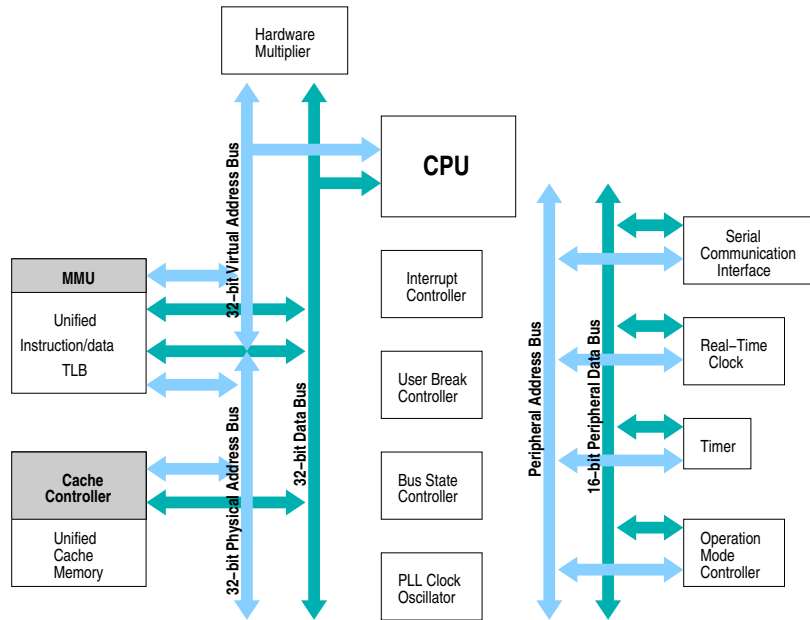 Hardware
Multiplier
CPU
32-bit Virtual Address Bus
MMU
Unified
Instruction/data
TLB
Cache
Controller
Unified
Cache
Memory
32-bit Physical Address Bus
32-bit Data Bus
Interrupt
Controller
User Break
Controller
Bus State
Controller
PLL Clock
Oscillator
Peripheral Address Bus
16-bit Peripheral Data Bus
Serial
Communication
Interface
Real-Time
Clock
Timer
Operation
Mode
Controller